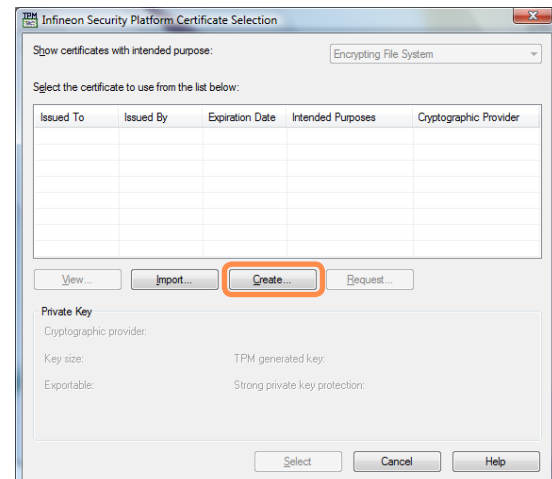 TPM Infineon Security Platform Certificate Selection
Show certificates with intended purpose: Encrypting File System
Select the certificate to use from the list below:
Issued To Issued By Expiration Date Intended Purposes Cryptographic Provider
View... Import... Create... Request...
Private Key
Cryptographic provider:
Key size: TPM generated key:
Exportable: Strong private key protection:
Select Cancel Help